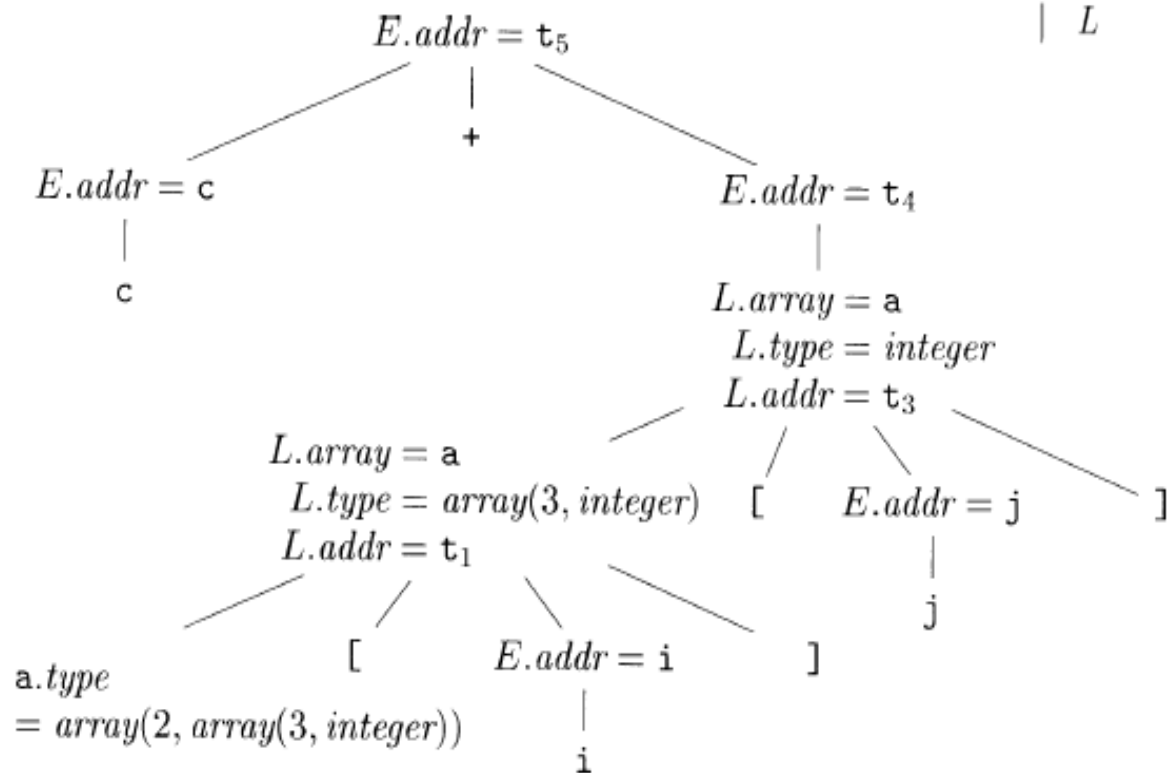 E.addr = t₅
| L
+
E.addr = c
E.addr = t₄
c
L.array = a
L.type = integer
L.addr = t₃
L.array = a
L.type = array(3, integer)
L.addr = t₁
[
E.addr = j
]
j
a.type
= array(2, array(3, integer))
[
E.addr = i
]
i